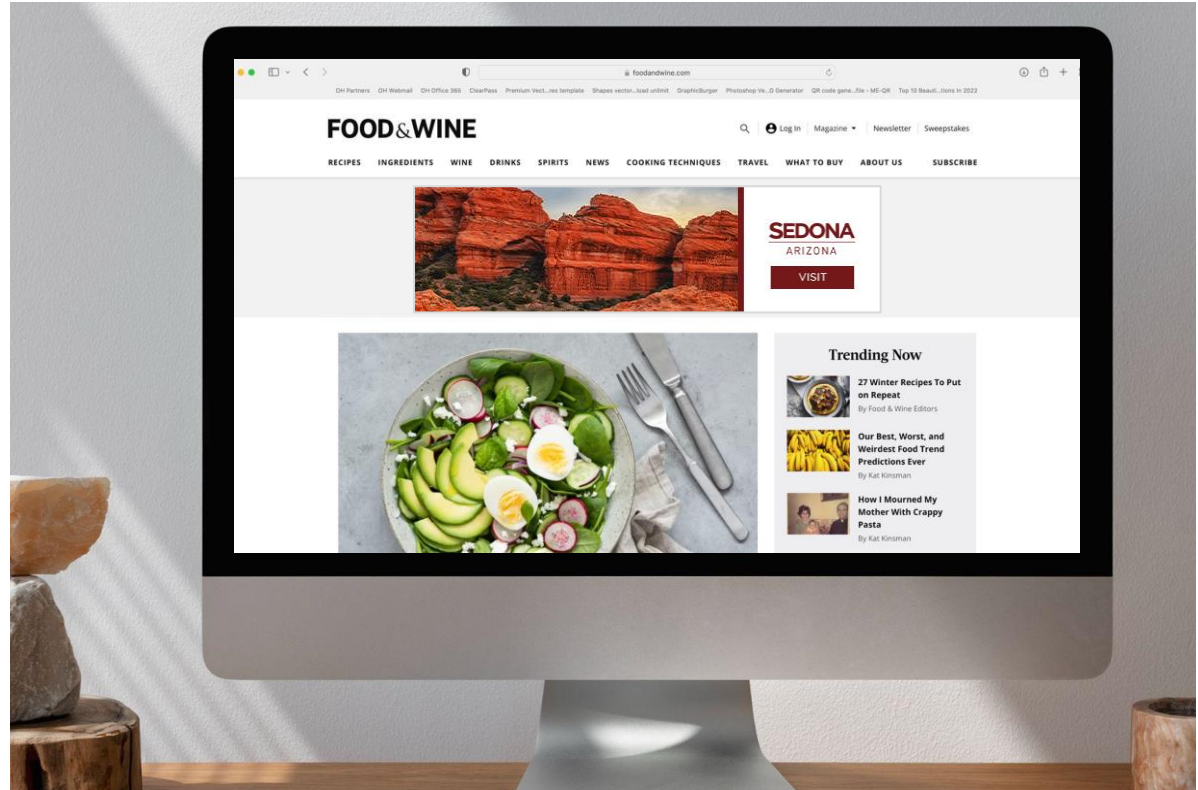 foodandwine.com
OH Partners OH Webmail OH Office 365 ClearPass Premium Vect...res template Shapes vector...load unlimit GraphicBurger Photoshop Ve...G Generator QR code gene...file - ME-QR Top 10 Beauti...tions in 2023
FOOD&WINE
Log In Magazine Newsletter Sweepstakes
RECIPES INGREDIENTS WINE DRINKS SPIRITS NEWS COOKING TECHNIQUES TRAVEL WHAT TO BUY ABOUT US SUBSCRIBE
SEDONA
ARIZONA
VISIT
Trending Now
27 Winter Recipes To Put
on Repeat
By Food & Wine Editors
Our Best, Worst, and
Weirdest Food Trend
Predictions Ever
By Kat Kinsman
How I Mourned My
Mother With Crappy
Pasta
By Kat Kinsman